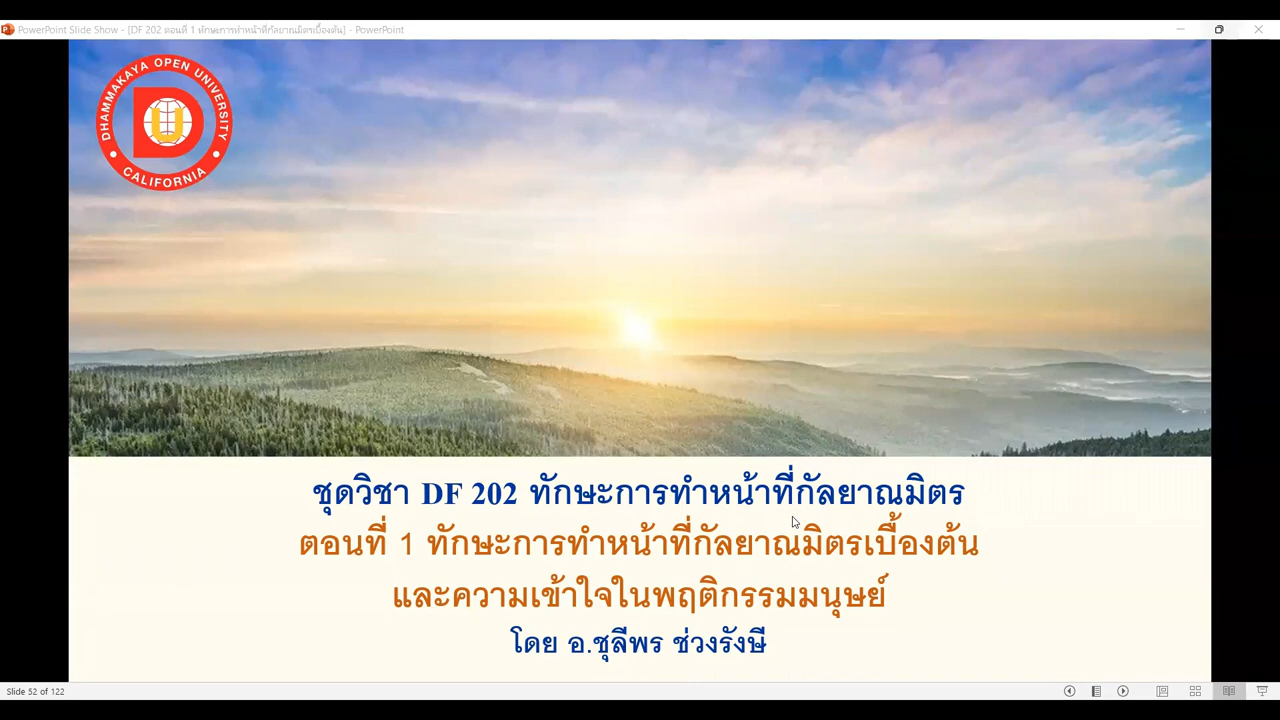 PowerPoint Slide Show - [DF 202 ตอนที่ 1 ทักษะการทำหน้าที่กัลยาณมิตรเบื้องต้น] - PowerPoint
DHAMMAKAYA OPEN UNIVERSITY
DU
CALIFORNIA
ชุดวิชา DF 202 ทักษะการทำหน้าที่กัลยาณมิตร
ตอนที่ 1 ทักษะการทำหน้าที่กัลยาณมิตรเบื้องต้น
และความเข้าใจในพฤติกรรมมนุษย์
โดย อ.ชุลีพร ช่วงรังษี
Slide 52 of 122